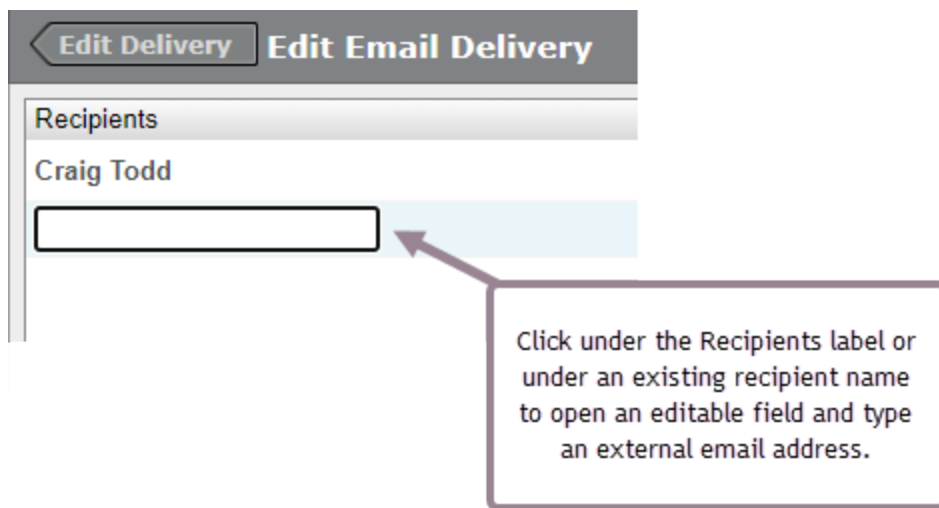 Edit Delivery Edit Email Delivery
Recipients
Craig Todd
Click under the Recipients label or
under an existing recipient name
to open an editable field and type
an external email address.